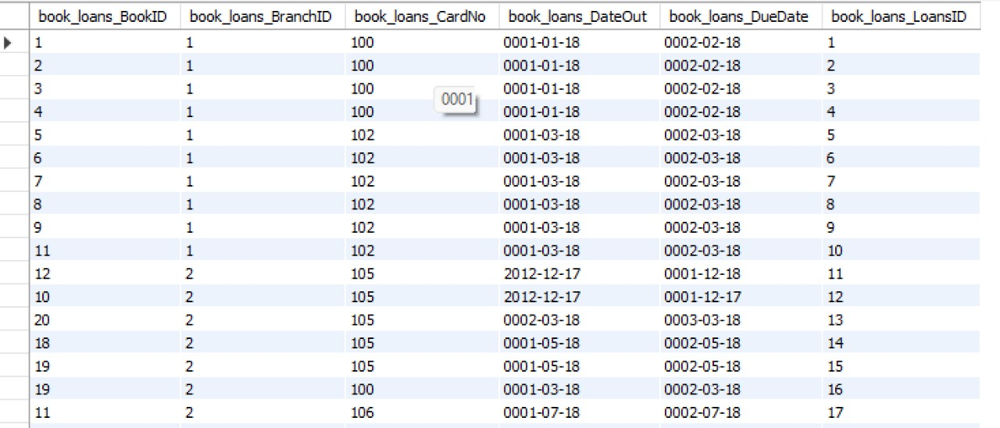 book_loans_BookID book_loans_BranchID book_loans_CardNo book_loans_DateOut book_loans_DueDate book_loans_LoansID
1 1 100 0001-01-18 0002-02-18 1
2 1 100 0001-01-18 0002-02-18 2
3 1 100 0001-01-18 0002-02-18 3
0001
4 1 100 0001-01-18 0002-02-18 4
5 1 102 0001-03-18 0002-03-18 5
6 1 102 0001-03-18 0002-03-18 6
7 1 102 0001-03-18 0002-03-18 7
8 1 102 0001-03-18 0002-03-18 8
9 1 102 0001-03-18 0002-03-18 9
11 1 102 0001-03-18 0002-03-18 10
12 2 105 2012-12-17 0001-12-18 11
10 2 105 2012-12-17 0001-12-17 12
20 2 105 0002-03-18 0003-03-18 13
18 2 105 0001-05-18 0002-05-18 14
19 2 105 0001-05-18 0002-05-18 15
19 2 100 0001-03-18 0002-03-18 16
11 2 106 0001-07-18 0002-07-18 17